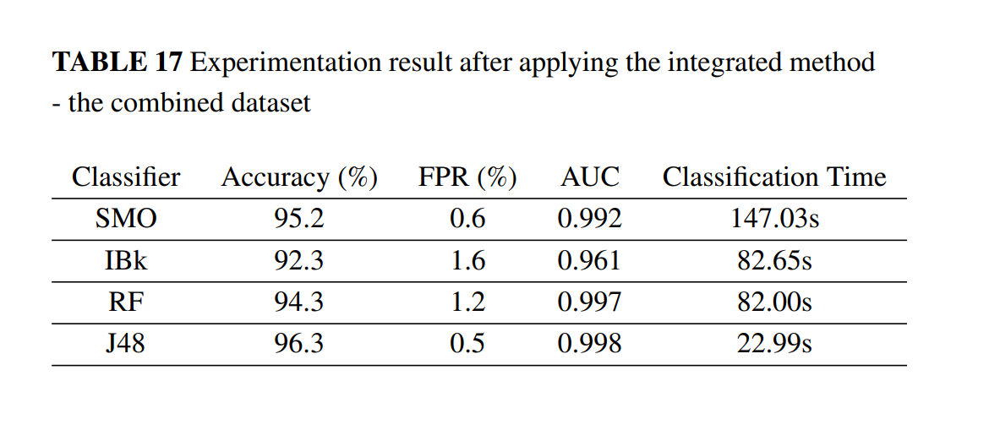 TABLE 17 Experimentation result after applying the integrated method
- the combined dataset
Classifier Accuracy (%) FPR (%) AUC Classification Time
SMO 95.2 0.6 0.992 147.03s
IBk 92.3 1.6 0.961 82.65s
RF 94.3 1.2 0.997 82.00s
J48 96.3 0.5 0.998 22.99s